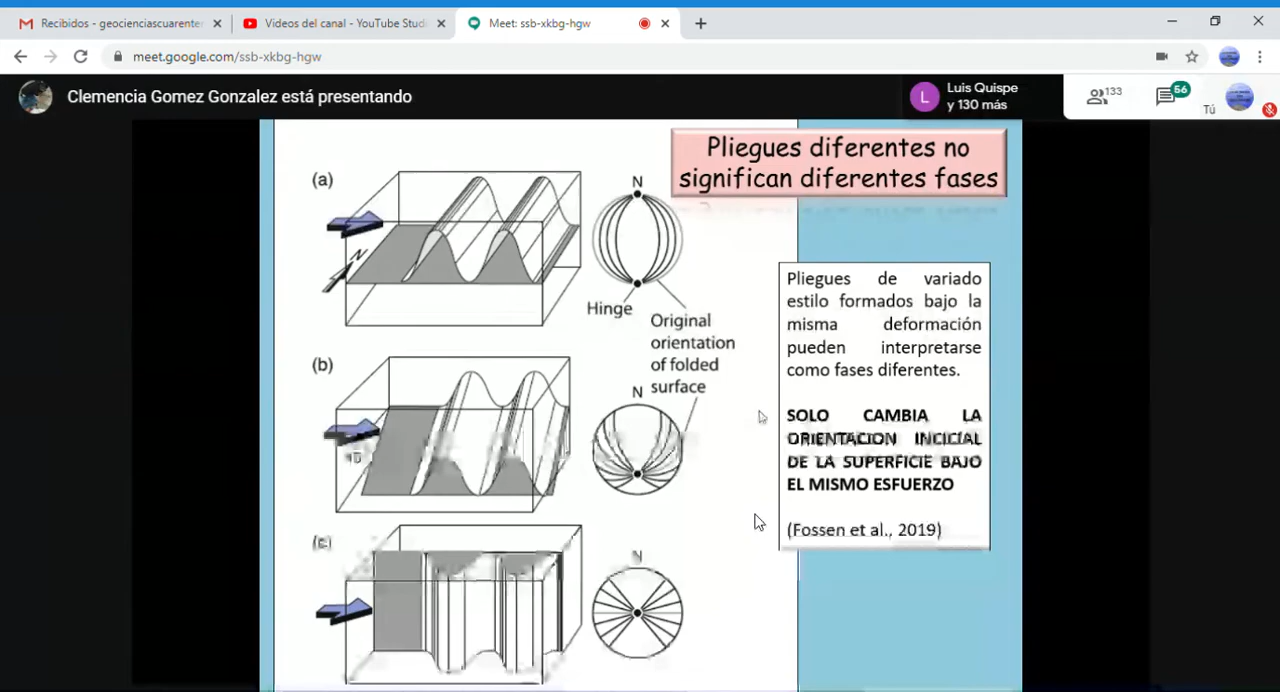 Recibidos - geocienciascuarente
Videos del canal - YouTube Studi
Meet: ssb-xkbg-hgw
meet.google.com/ssb-xkbg-hgw
Clemencia Gomez Gonzalez está presentando
L
Luis Quispe
y 130 más
133
56
Tú
Pliegues diferentes no
significan diferentes fases
(a)
N
N
Hinge
Original
orientation
of folded
surface
(b)
N
(c)
N
Pliegues de variado
estilo formados bajo la
misma deformación
pueden interpretarse
como fases diferentes.
SOLO CAMBIA LA
ORIENTACION INCICIAL
DE LA SUPERFICIE BAJO
EL MISMO ESFUERZO
(Fossen et al., 2019)